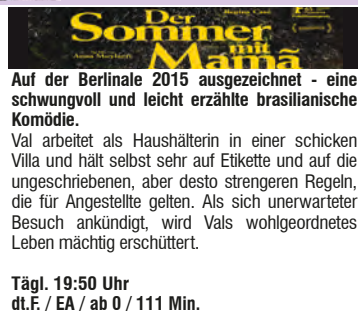 Regina Casé
Der
Sommer
mit
Mamã
Auf der Berlinale 2015 ausgezeichnet - eine
schwungvoll und leicht erzählte brasilianische
Komödie.
Val arbeitet als Haushälterin in einer schicken
Villa und hält selbst sehr auf Etikette und auf die
ungeschriebenen, aber desto strengeren Regeln,
die für Angestellte gelten. Als sich unerwarteter
Besuch ankündigt, wird Vals wohlgeordnetes
Leben mächtig erschüttert.
Tägl. 19:50 Uhr
dt.F. / EA / ab 0 / 111 Min.